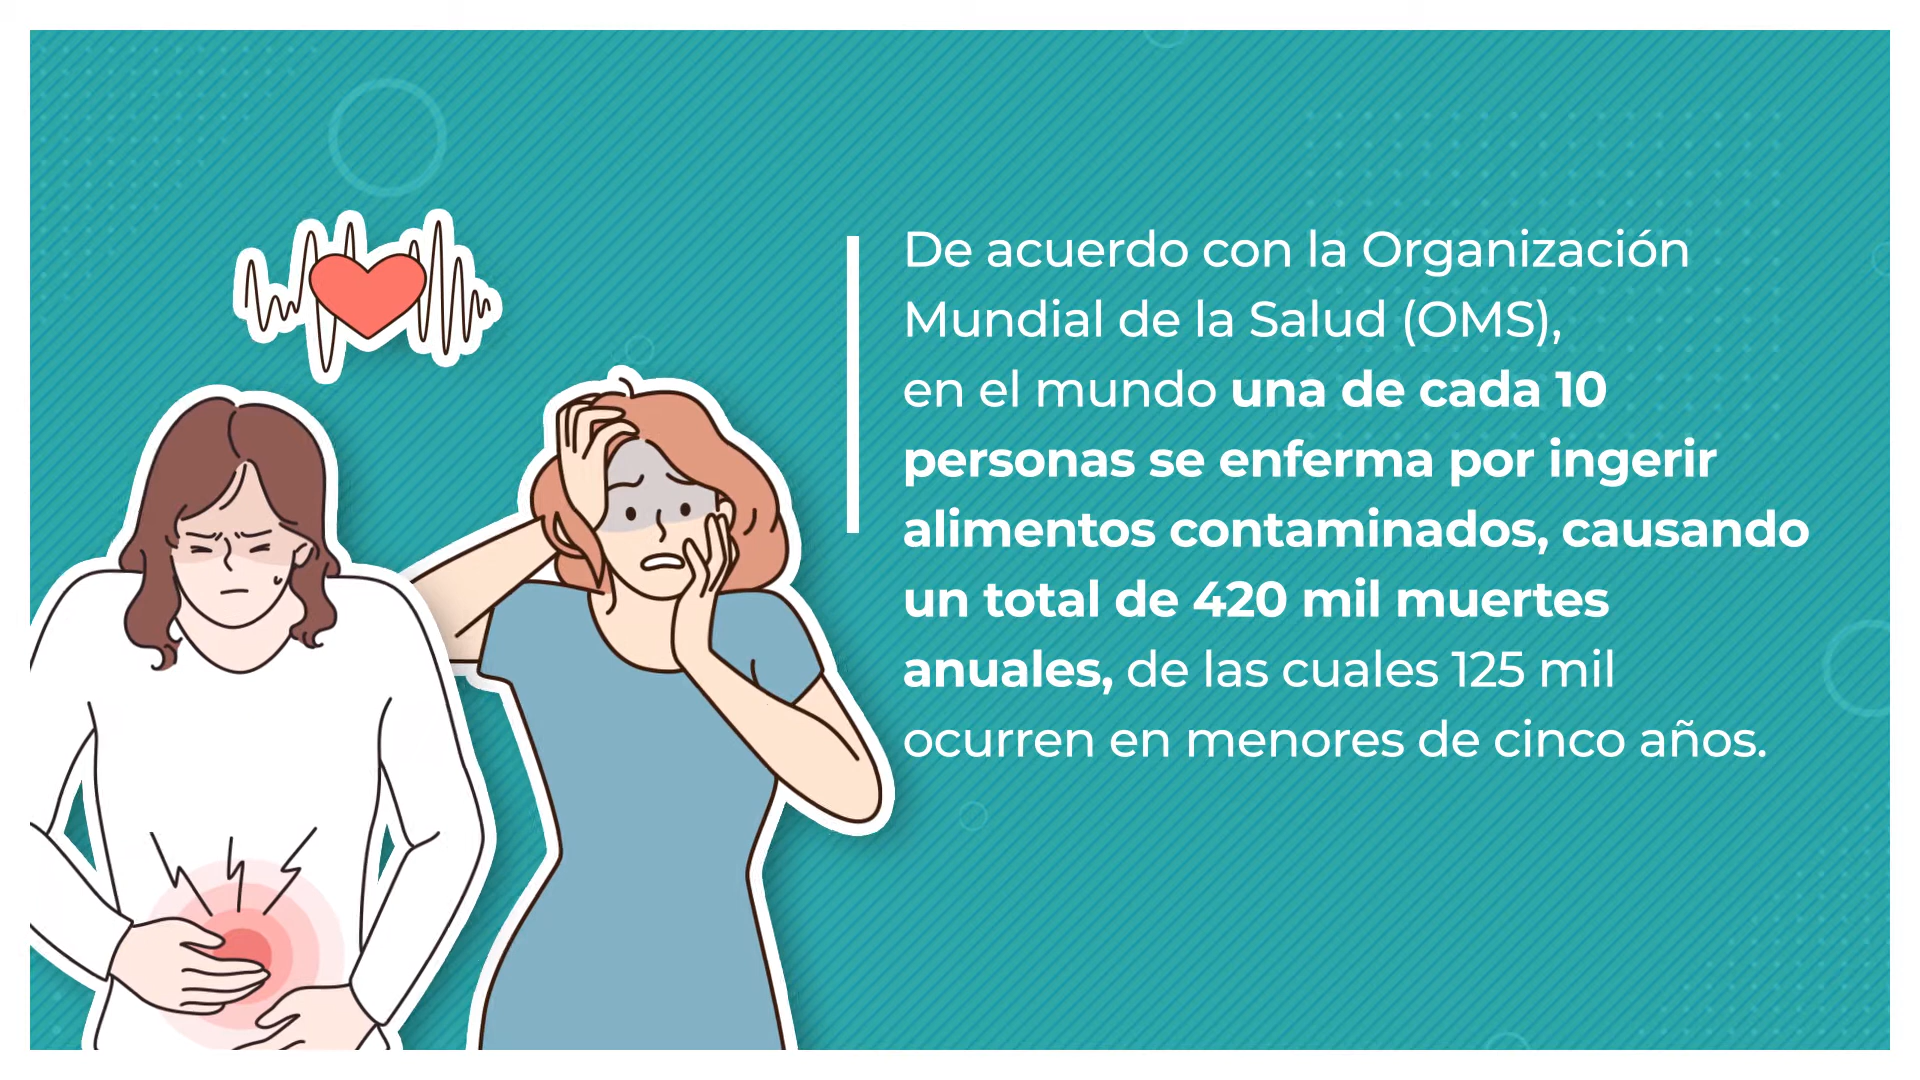 De acuerdo con la Organización
Mundial de la Salud (OMS),
en el mundo una de cada 10
personas se enferma por ingerir
alimentos contaminados, causando
un total de 420 mil muertes
anuales, de las cuales 125 mil
ocurren en menores de cinco años.